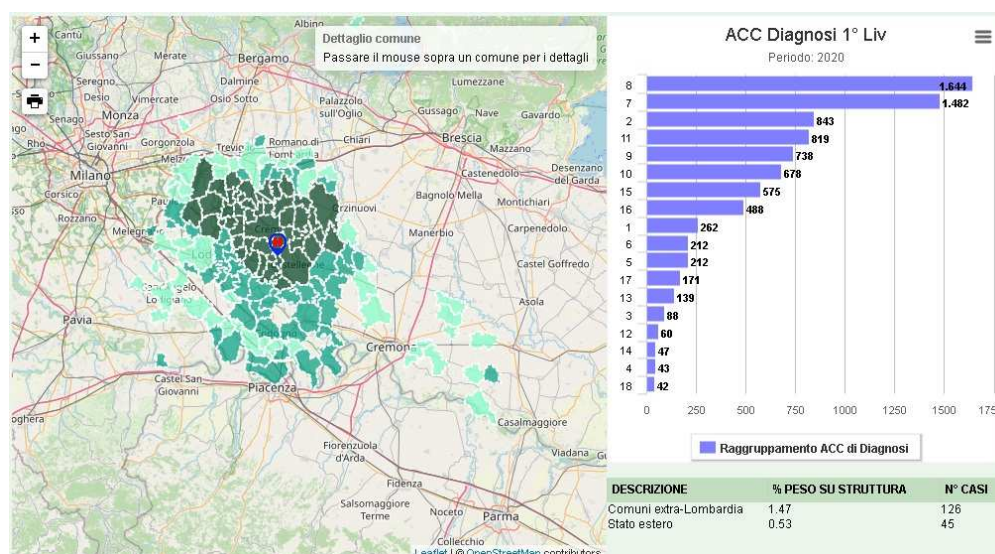 +
−
Dettaglio comune
Passare il mouse sopra un comune per i dettagli
Cantù
Albino
Giussano
Merate
Bergamo
Seregno
Dalmine
Lumezzane
Desio
Vimercate
Osio Sotto
Palazzolo
sull'Oglio
Gussago
Nave
Gavardo
Monza
Senago
Rho
Sesto San
Giovanni
Gorgonzola
Romano di
Lombardia
Chiari
Brescia
Mazzano
Milano
Corsico
Castenedolo
Desenzano
del Garda
Rozzano
Orzinuovi
Bagnolo Mella
Montichiari
Manerbio
Carpenedolo
Castel Goffredo
Asola
Pavia
Cremona
Castel San
Giovanni
Piacenza
Casalmaggiore
Viadana
Fiorenzuola
d'Arda
Fidenza
Salsomaggiore
Terme
Noceto
Parma
Collecchio
Leaflet | © OpenStreetMap contributors
ACC Diagnosi 1° Liv
Periodo: 2020
8 1.644
7 1.482
2 843
11 819
9 738
10 678
15 575
16 488
1 262
6 212
5 212
17 171
13 139
3 88
12 60
14 47
4 43
18 42
0 250 500 750 1000 1250 1500 175
Raggruppamento ACC di Diagnosi
DESCRIZIONE % PESO SU STRUTTURA N° CASI
Comuni extra-Lombardia 1.47 126
Stato estero 0.53 45